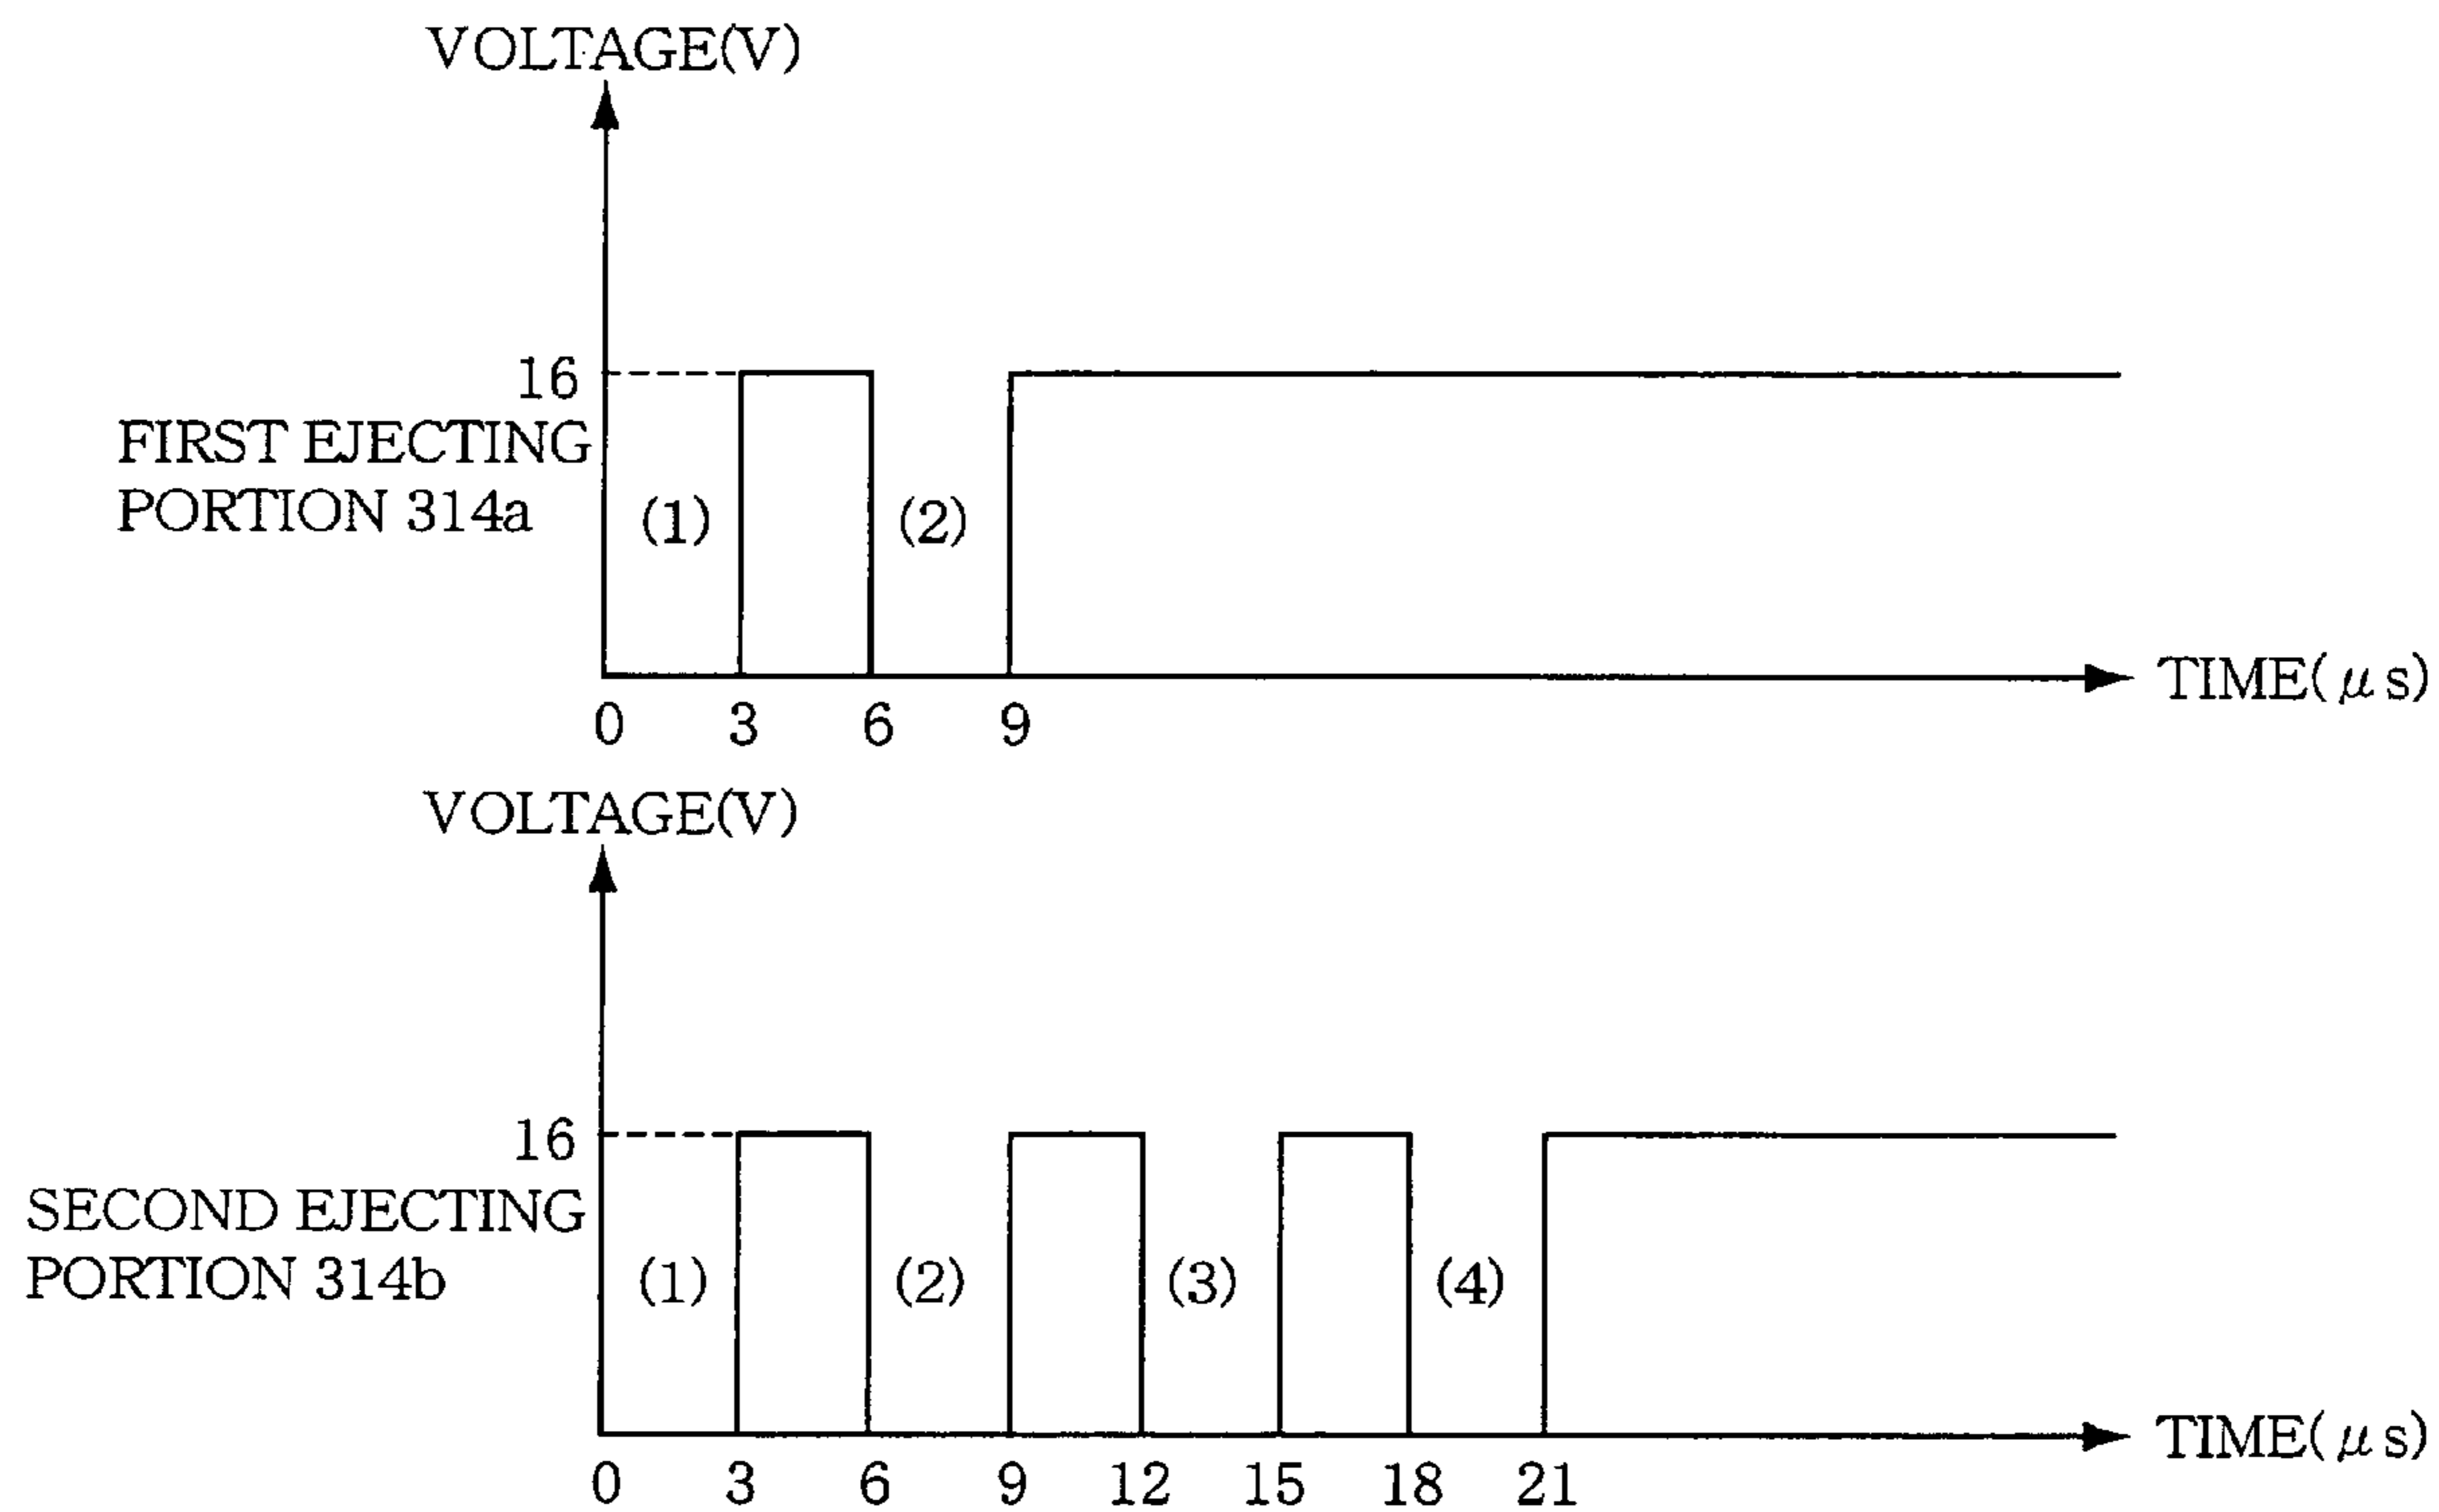 VOLTAGE(V)
16
FIRST EJECTING
PORTION 314a
(1) (2)
TIME(μs)
0 3 6 9
VOLTAGE(V)
16
SECOND EJECTING
PORTION 314b
(1) (2) (3) (4)
TIME(μs)
0 3 6 9 12 15 18 21